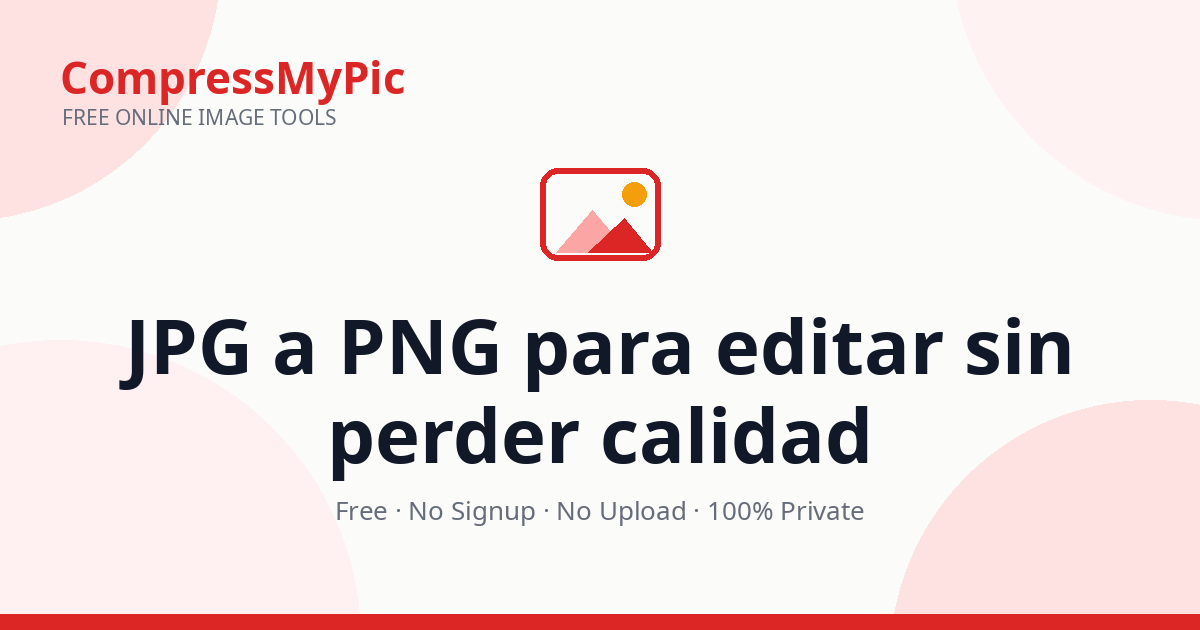 CompressMyPic
FREE ONLINE IMAGE TOOLS
JPG a PNG para editar sin
perder calidad
Free · No Signup · No Upload · 100% Private